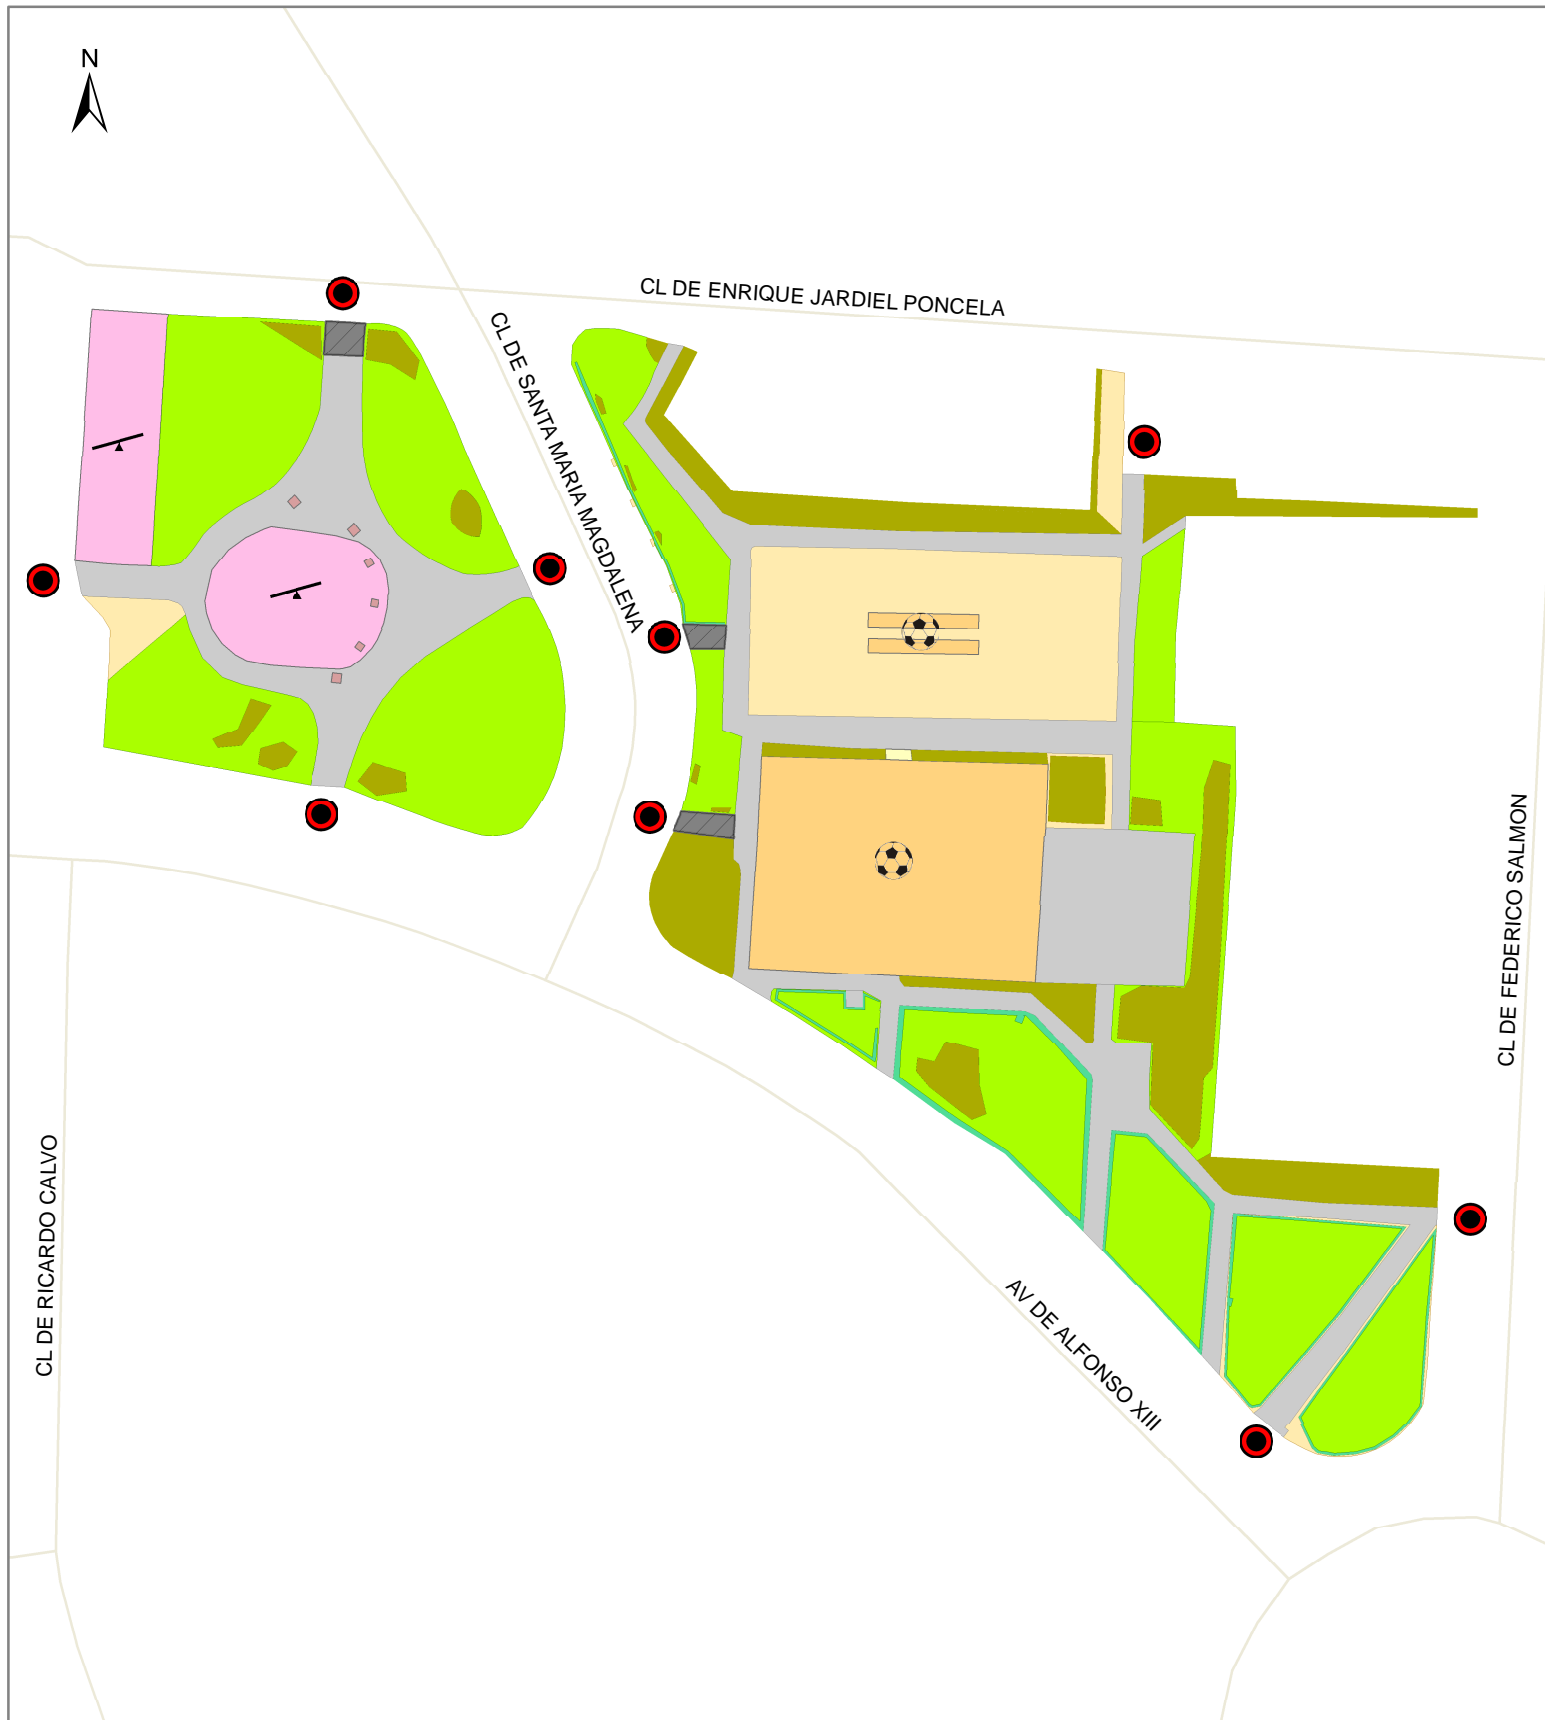 N
CL DE ENRIQUE JARDIEL PONCELA
CL DE SANTA MARIA MAGDALENA
CL DE FEDERICO SALMON
CL DE RICARDO CALVO
AV DE ALFONSO XIII